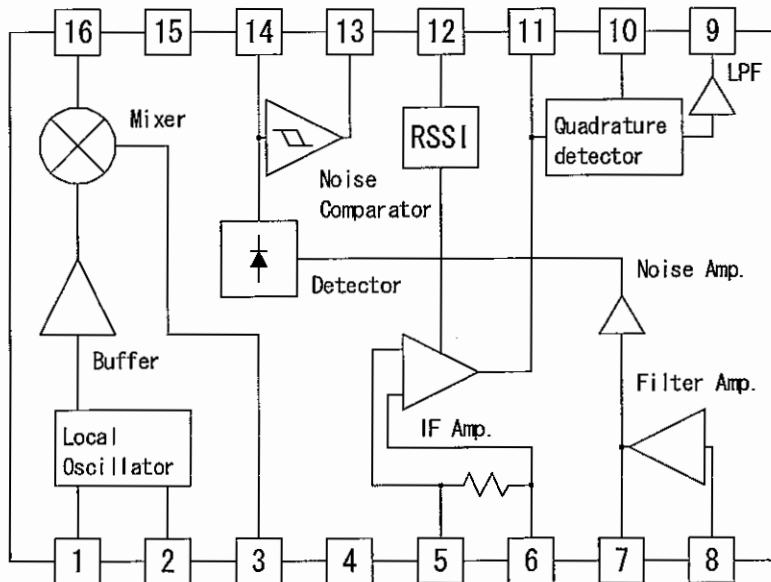 16 15 14 13 12 11 10 9
LPF
Mixer
RSSI
Quadrature
detector
Noise
Comparator
Detector
Noise Amp.
Buffer
Filter Amp.
IF Amp.
Local
Oscillator
1 2 3 4 5 6 7 8